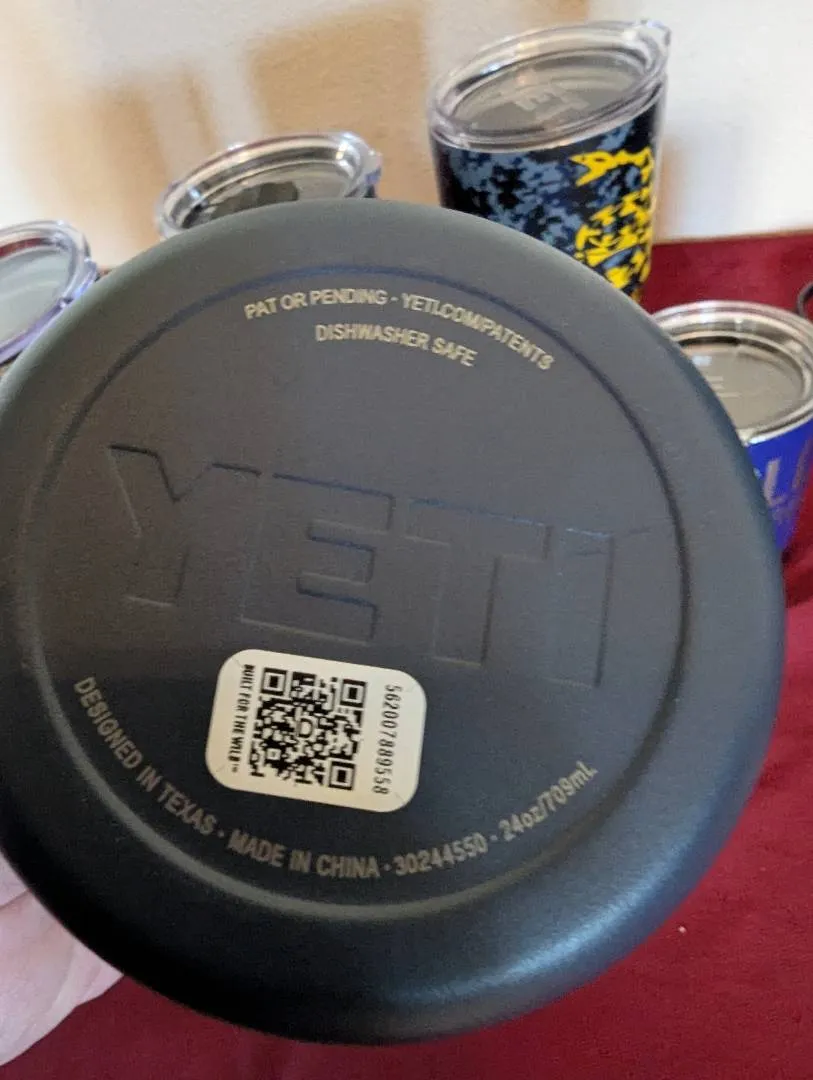 PAT OR PENDING · YETI.COM/PATENTS
DISHWASHER SAFE
YETI
BUILT FOR THE WILD™
562007889558
DESIGNED IN TEXAS · MADE IN CHINA · 30244550 · 24oz/709mL